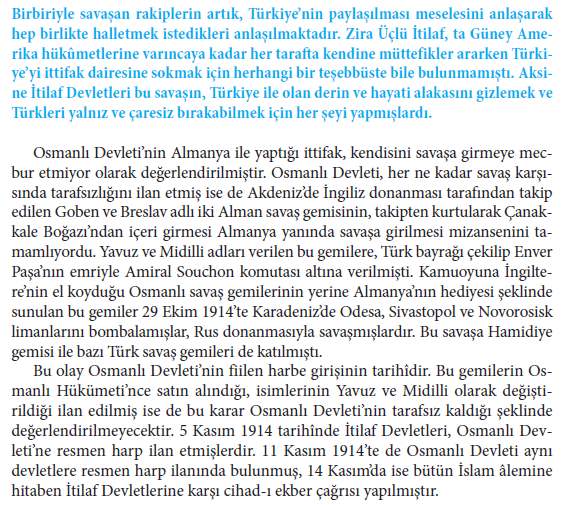 Birbiriyle savaşan rakiplerin artık, Türkiye’nin paylaşılması meselesini anlaşarak
hep birlikte halletmek istedikleri anlaşılmaktadır. Zira Üçlü İtilaf, ta Güney Ame-
rika hükûmetlerine varıncaya kadar her tarafta kendine müttefikler ararken Türki-
ye’yi ittifak dairesine sokmak için herhangi bir teşebbüste bile bulunmamıştı. Aksi-
ne İtilaf Devletleri bu savaşın, Türkiye ile olan derin ve hayati alakasını gizlemek ve
Türkleri yalnız ve çaresiz bırakabilmek için her şeyi yapmışlardı.
Osmanlı Devleti’nin Almanya ile yaptığı ittifak, kendisini savaşa girmeye mec-
bur etmiyor olarak değerlendirilmiştir. Osmanlı Devleti, her ne kadar savaş karşı-
sında tarafsızlığını ilan etmiş ise de Akdeniz’de İngiliz donanması tarafından takip
edilen Goben ve Breslav adlı iki Alman savaş gemisinin, takipten kurtularak Çanak-
kale Boğazı’ndan içeri girmesi Almanya yanında savaşa girilmesi mizansenini ta-
mamlıyordu. Yavuz ve Midilli adları verilen bu gemilere, Türk bayrağı çekilip Enver
Paşa’nın emriyle Amiral Souchon komutası altına verilmişti. Kamuoyuna İngilte-
re’nin el koyduğu Osmanlı savaş gemilerinin yerine Almanya’nın hediyesi şeklinde
sunulan bu gemiler 29 Ekim 1914’te Karadeniz’de Odesa, Sivastopol ve Novorosisk
limanlarını bombalamışlar, Rus donanmasıyla savaşmışlardır. Bu savaşa Hamidiye
gemisi ile bazı Türk savaş gemileri de katılmıştı.
Bu olay Osmanlı Devleti’nin fiilen harbe girişinin tarihîdir. Bu gemilerin Os-
manlı Hükümeti’nce satın alındığı, isimlerinin Yavuz ve Midilli olarak değişti-
rildiği ilan edilmiş ise de bu karar Osmanlı Devleti’nin tarafsız kaldığı şeklinde
değerlendirilmeyecektir. 5 Kasım 1914 tarihînde İtilaf Devletleri, Osmanlı Dev-
leti’ne resmen harp ilan etmişlerdir. 11 Kasım 1914’te de Osmanlı Devleti aynı
devletlere resmen harp ilanında bulunmuş, 14 Kasım’da ise bütün İslam âlemine
hitaben İtilaf Devletlerine karşı cihad-ı ekber çağrısı yapılmıştır.